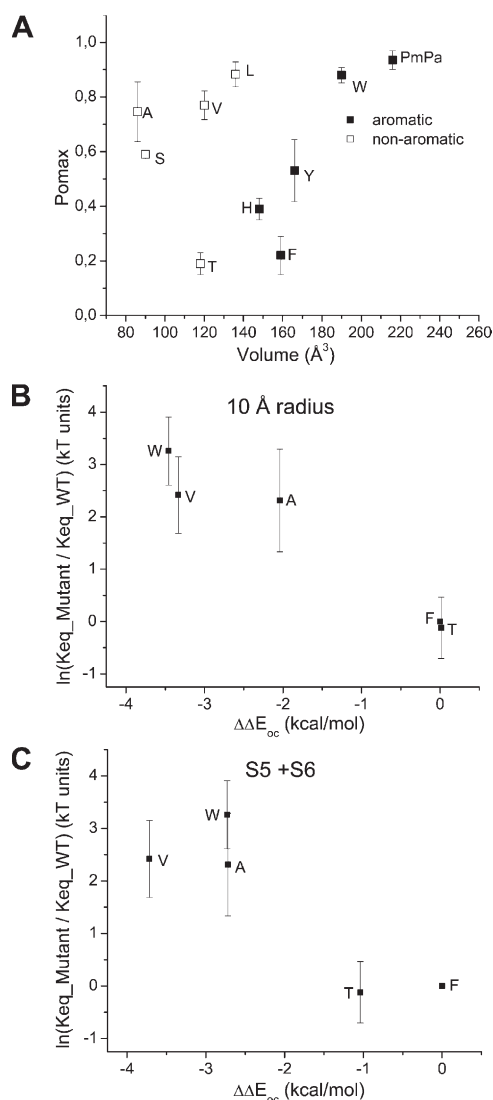 A
Pomax
1,0
0,8
0,6
0,4
0,2
0,0
A
S
V
L
T
H
F
Y
W
PmPa
aromatic
non-aromatic
80 100 120 140 160 180 200 220 240
Volume (Å³)
B
10 Å radius
ln(Keq_Mutant / Keq_WT) (kT units)
4
3
2
1
0
-1
W
V
A
F
T
-4 -3 -2 -1 0
ΔΔE_oc (kcal/mol)
C
S5 +S6
ln(Keq_Mutant / Keq_WT) (kT units)
4
3
2
1
0
-1
V
W
A
T
F
-4 -3 -2 -1 0
ΔΔE_oc (kcal/mol)